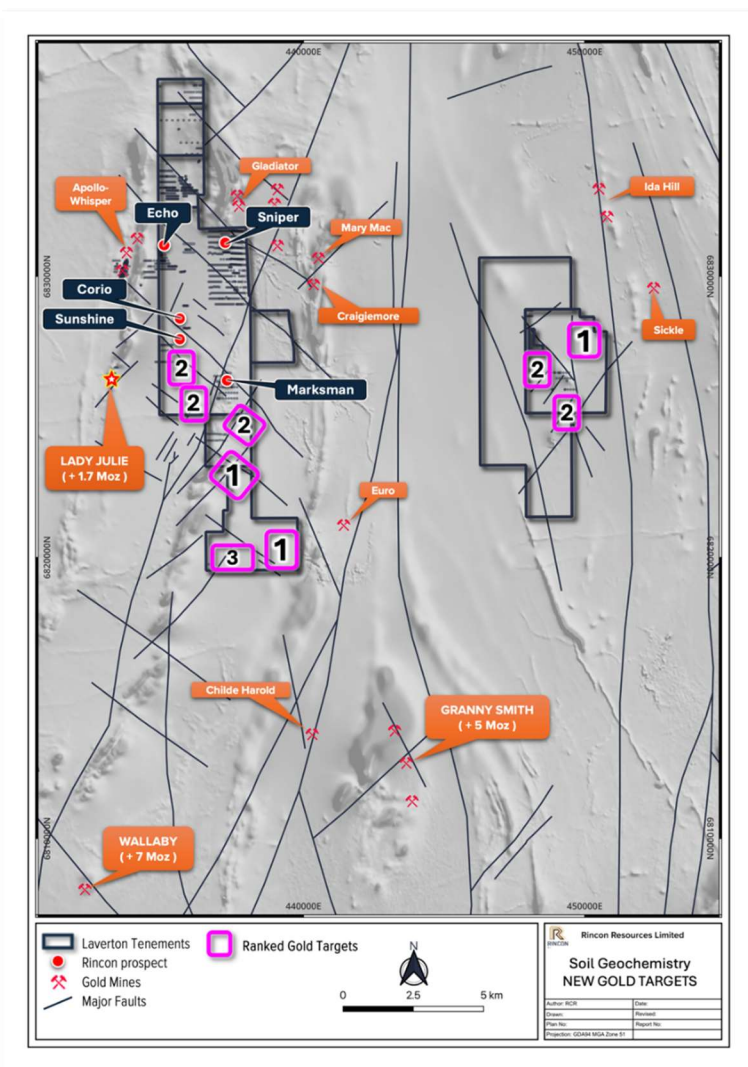 440000E
450000E
Gladiator
Apollo-
Whisper
Echo
Sniper
Ida Hill
Mary Mac
6830000N
6830000N
Corio
Craiglemore
Sunshine
Sickle
1
2
2
2
Marksman
2
2
LADY JULIE
( + 1.7 Moz )
1
Euro
1
3
6820000N
6830000N
Childe Harold
GRANNY SMITH
( + 5 Moz )
WALLABY
( + 7 Moz )
6810000N
6810000N
440000E
450000E
Laverton Tenements
Rincon prospect
Gold Mines
Major Faults
Ranked Gold Targets
N
0
2.5
5 km
RINCON
Rincon Resources Limited
Soil Geochemistry
NEW GOLD TARGETS
Author: RCR
Date:
Drawn:
Revised
Plan No:
Report No:
Projection: GDA94 MGA Zone 51